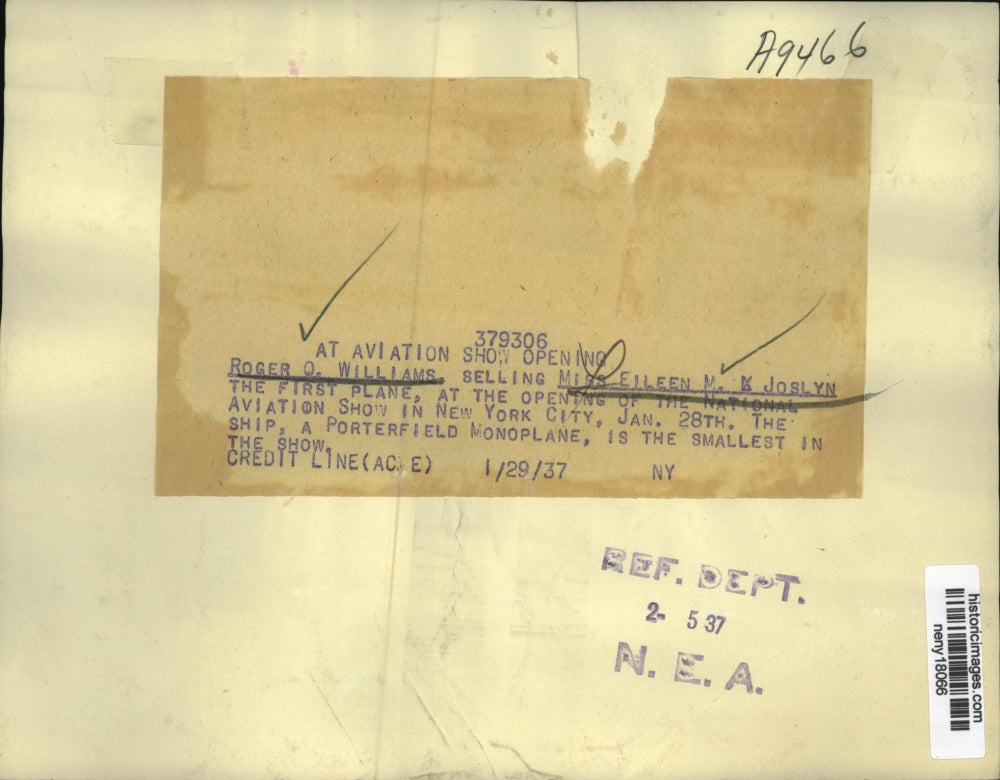 A9466
379306
AT AVIATION SHOW OPENING
ROGER Q. WILLIAMS, SELLING MISS EILEEN M. K JOSLYN
THE FIRST PLANE, AT THE OPENING OF THE NATIONAL
AVIATION SHOW IN NEW YORK CITY, JAN. 28TH. THE
SHIP, A PORTERFIELD MONOPLANE, IS THE SMALLEST IN
THE SHOW.
CREDIT LINE(ACME) 1/29/37 NY
REF. DEPT.
2- 5 37
N. E. A.
historicimages.com
neny18066